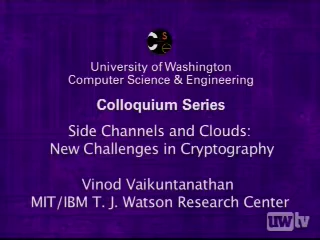 CSE
University of Washington
Computer Science & Engineering
Colloquium Series
Side Channels and Clouds:
New Challenges in Cryptography
Vinod Vaikuntanathan
MIT/IBM T. J. Watson Research Center
uwtv